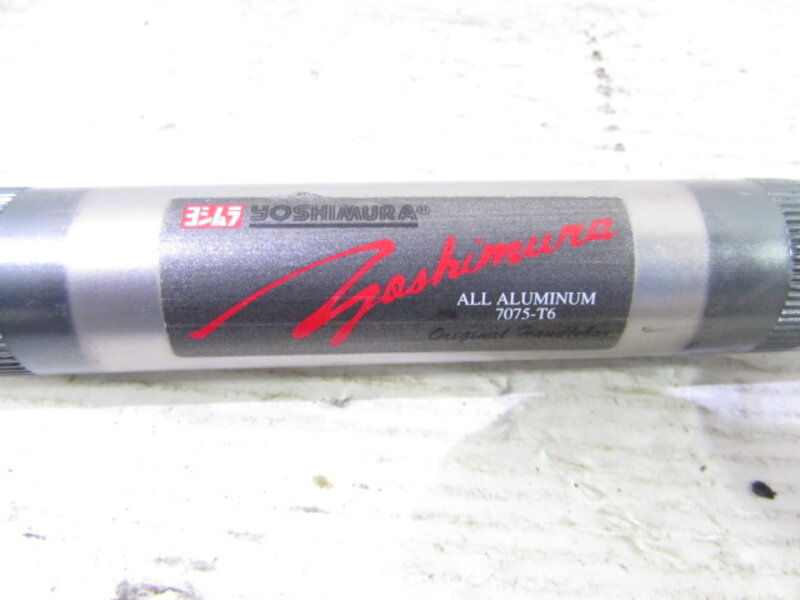 ヨシムラ YOSHIMURA®
Yoshimura
ALL ALUMINUM
7075-T6
Original Handlebar